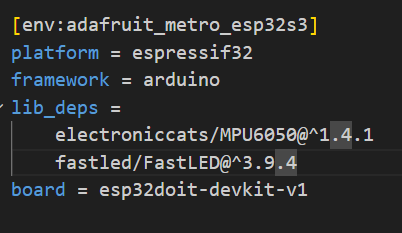 [env:adafruit_metro_esp32s3]
platform = espressif32
framework = arduino
lib_deps =
electroniccats/MPU6050@^1.4.1
fastled/FastLED@^3.9.4
board = esp32doit-devkit-v1